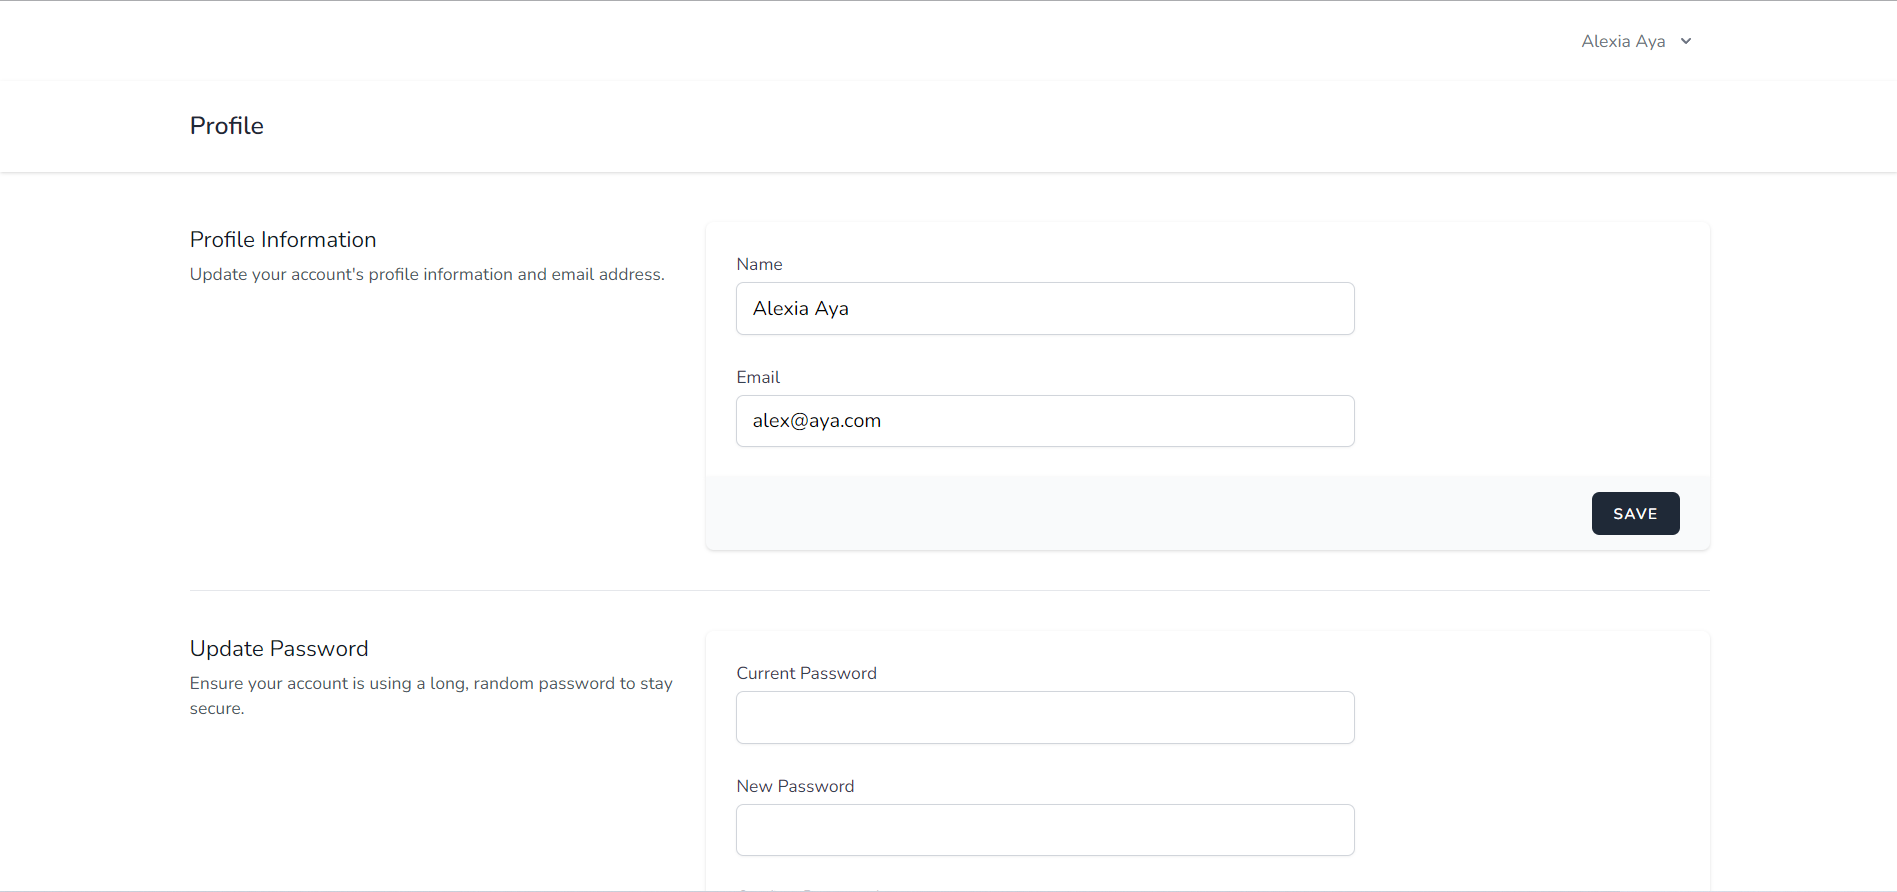 Alexia Aya
Profile
Profile Information
Update your account's profile information and email address.
Name
Alexia Aya
Email
alex@aya.com
SAVE
Update Password
Ensure your account is using a long, random password to stay
secure.
Current Password
New Password